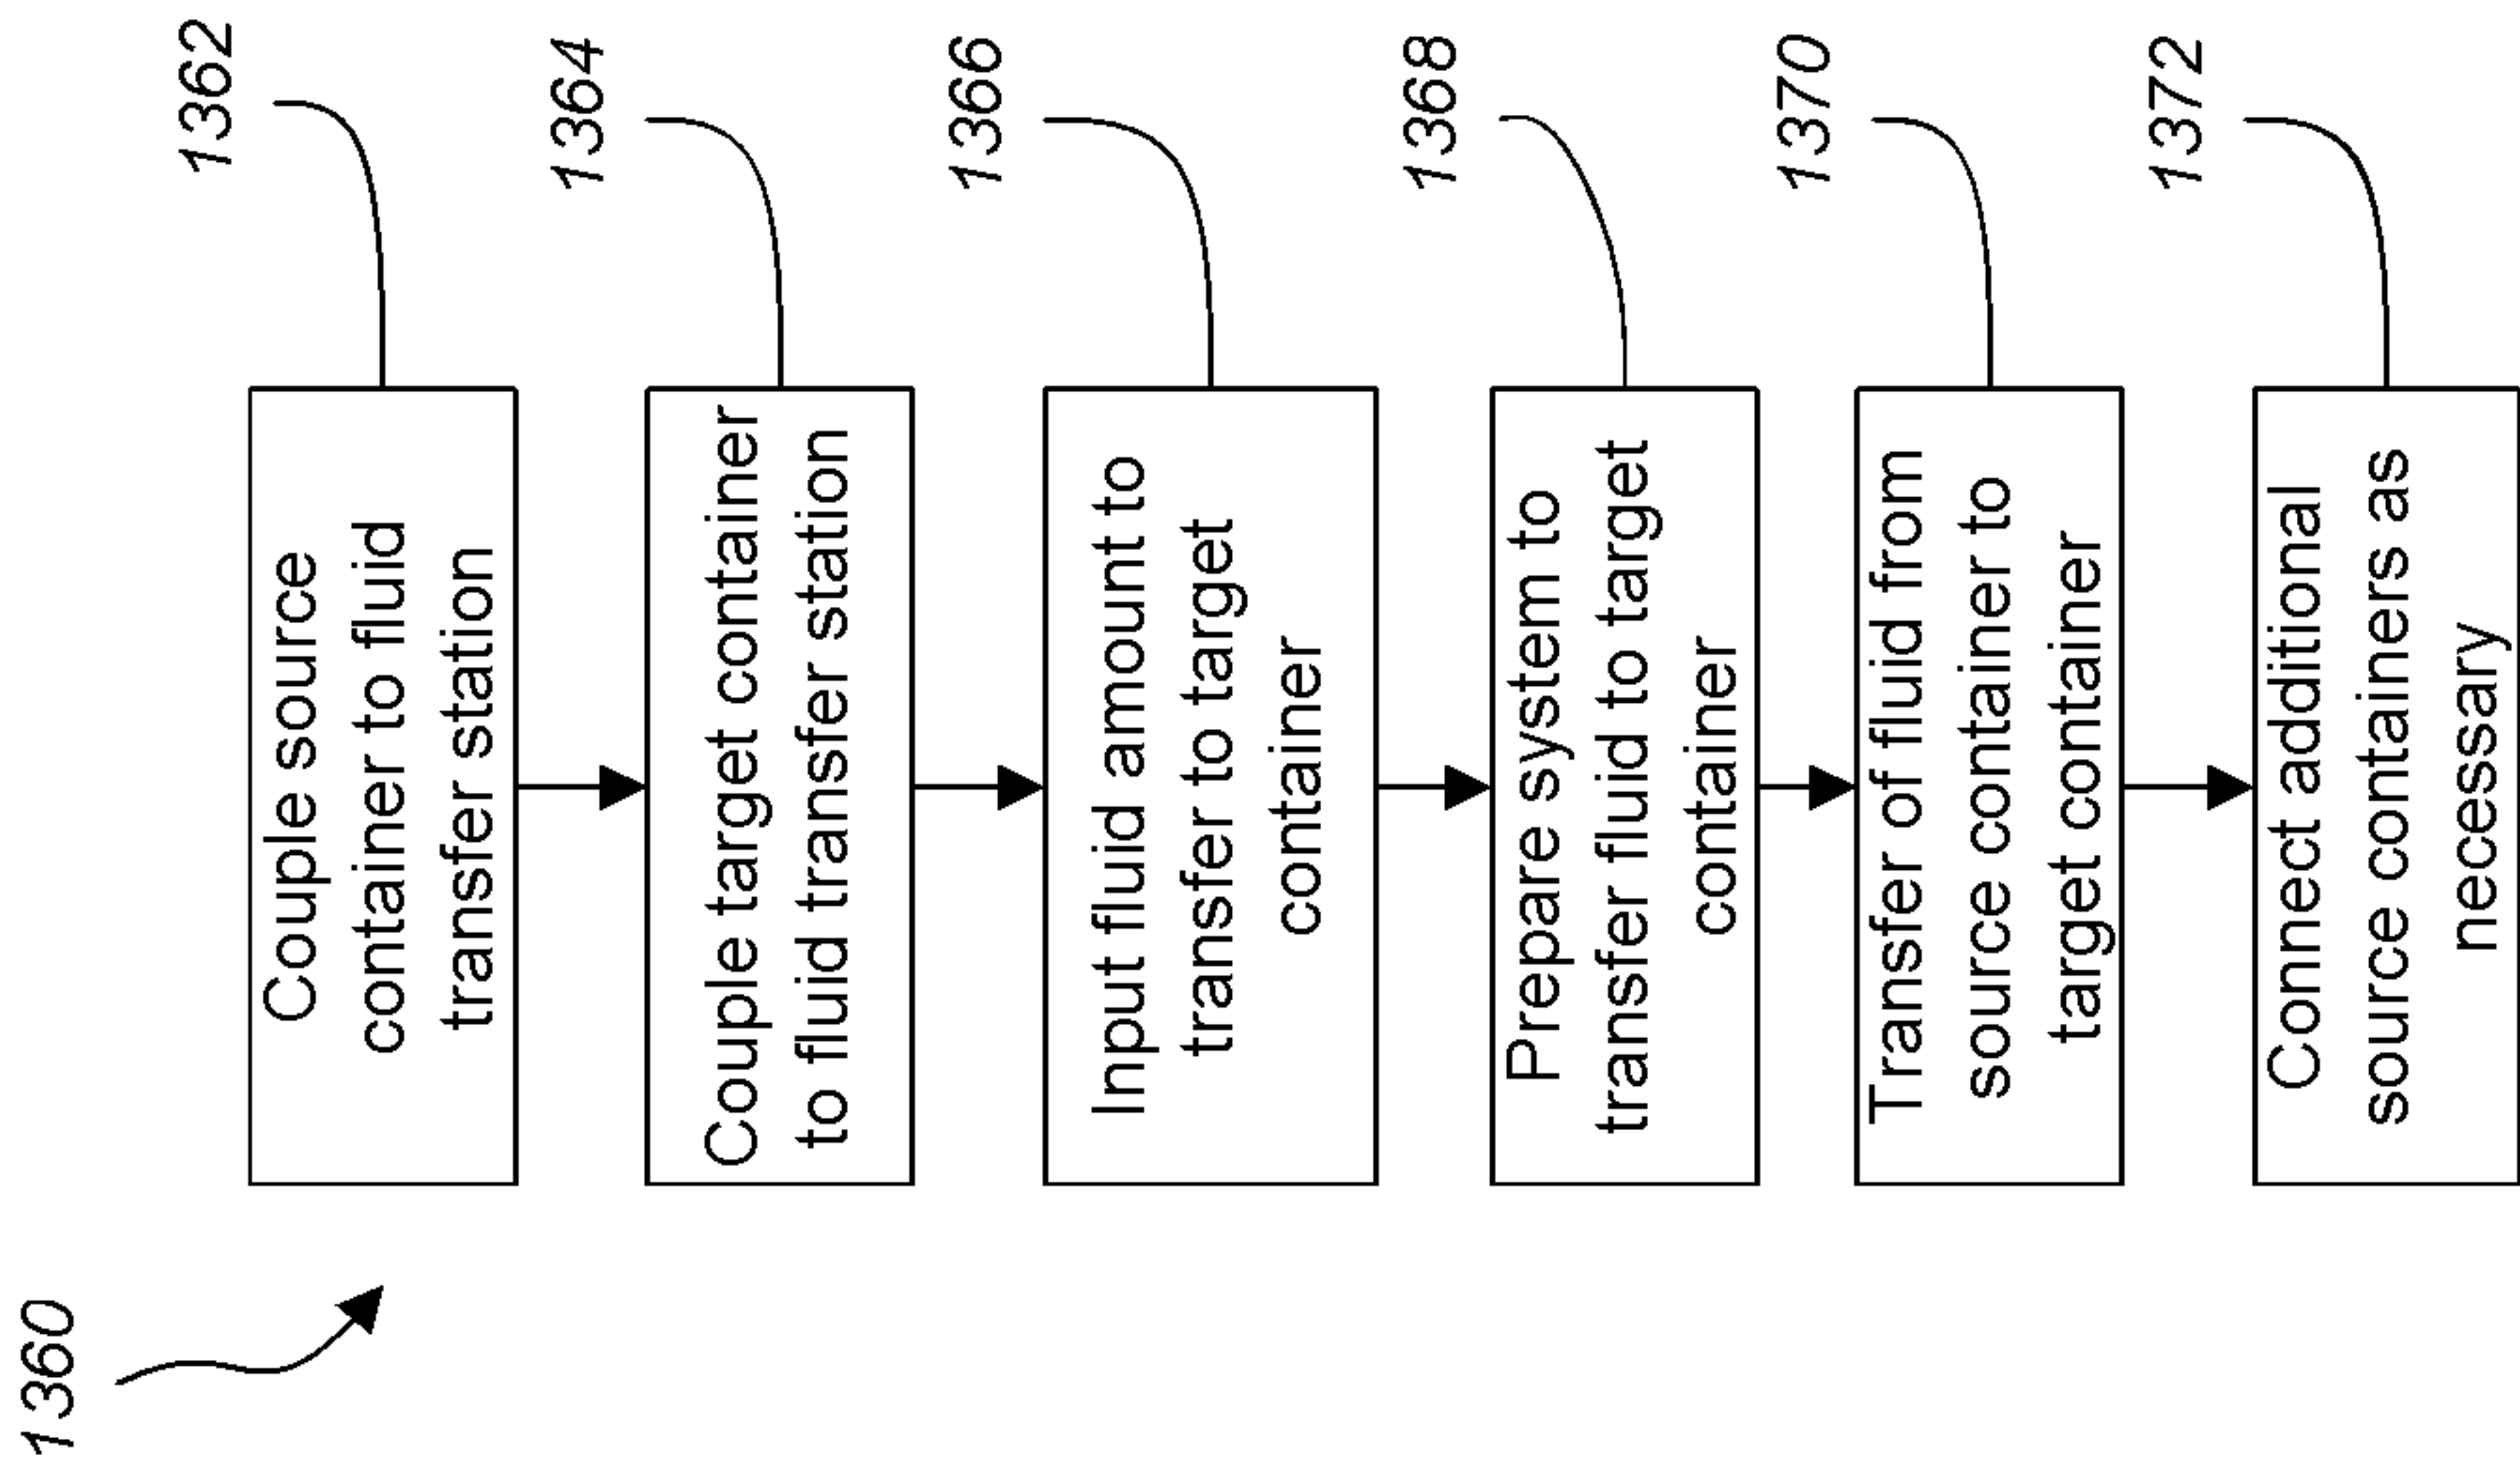 1360
Couple source
container to fluid
transfer station
1362
Couple target container
to fluid transfer station
1364
Input fluid amount to
transfer to target
container
1366
Prepare system to
transfer fluid to target
container
1368
Transfer of fluid from
source container to
target container
1370
Connect additional
source containers as
necessary
1372